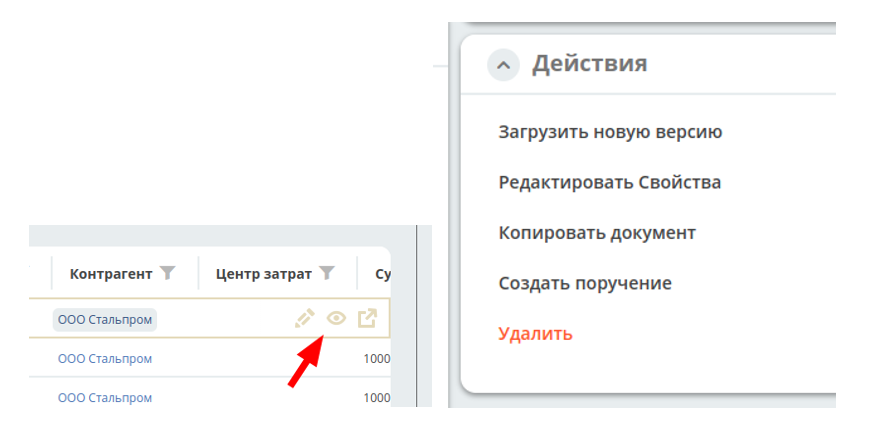 Контрагент Центр затрат Су
ООО Стальпром
ООО Стальпром 1000
ООО Стальпром 1000
Действия
Загрузить новую версию
Редактировать Свойства
Копировать документ
Создать поручение
Удалить